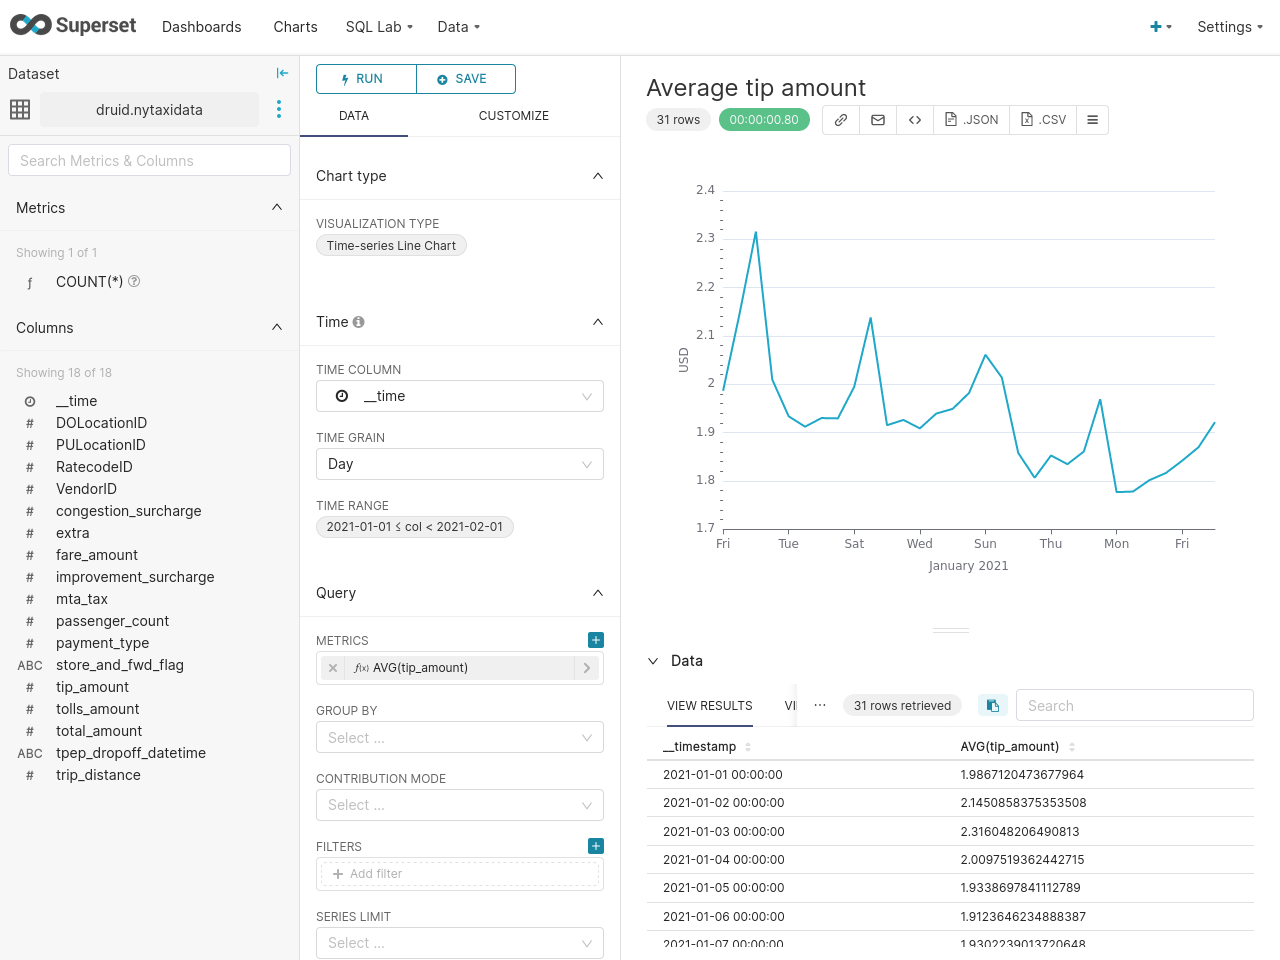 Superset
Dashboards
Charts
SQL Lab
Data
Settings
Dataset
druid.nytaxidata
Search Metrics & Columns
Metrics
Showing 1 of 1
ƒ COUNT(*)
Columns
Showing 18 of 18
__time
# DOLocationID
# PULocationID
# RatecodeID
# VendorID
# congestion_surcharge
# extra
# fare_amount
# improvement_surcharge
# mta_tax
# passenger_count
# payment_type
ABC store_and_fwd_flag
# tip_amount
# tolls_amount
# total_amount
ABC tpep_dropoff_datetime
# trip_distance
RUN
SAVE
DATA
CUSTOMIZE
Chart type
VISUALIZATION TYPE
Time-series Line Chart
Time
TIME COLUMN
__time
TIME GRAIN
Day
TIME RANGE
2021-01-01 ≤ col < 2021-02-01
Query
METRICS
ƒ(x) AVG(tip_amount)
GROUP BY
Select ...
CONTRIBUTION MODE
Select ...
FILTERS
Add filter
SERIES LIMIT
Select ...
Average tip amount
31 rows
00:00:00.80
.JSON
.CSV
2.4
2.3
2.2
2.1
2
1.9
1.8
1.7
USD
Fri Tue Sat Wed Sun Thu Mon Fri
January 2021
Data
VIEW RESULTS
31 rows retrieved
Search
__timestamp AVG(tip_amount)
2021-01-01 00:00:00 1.9867120473677964
2021-01-02 00:00:00 2.1450858375353508
2021-01-03 00:00:00 2.316048206490813
2021-01-04 00:00:00 2.0097519362442715
2021-01-05 00:00:00 1.9338697841112789
2021-01-06 00:00:00 1.9123646234888387
2021-01-07 00:00:00 1.9302239013720648